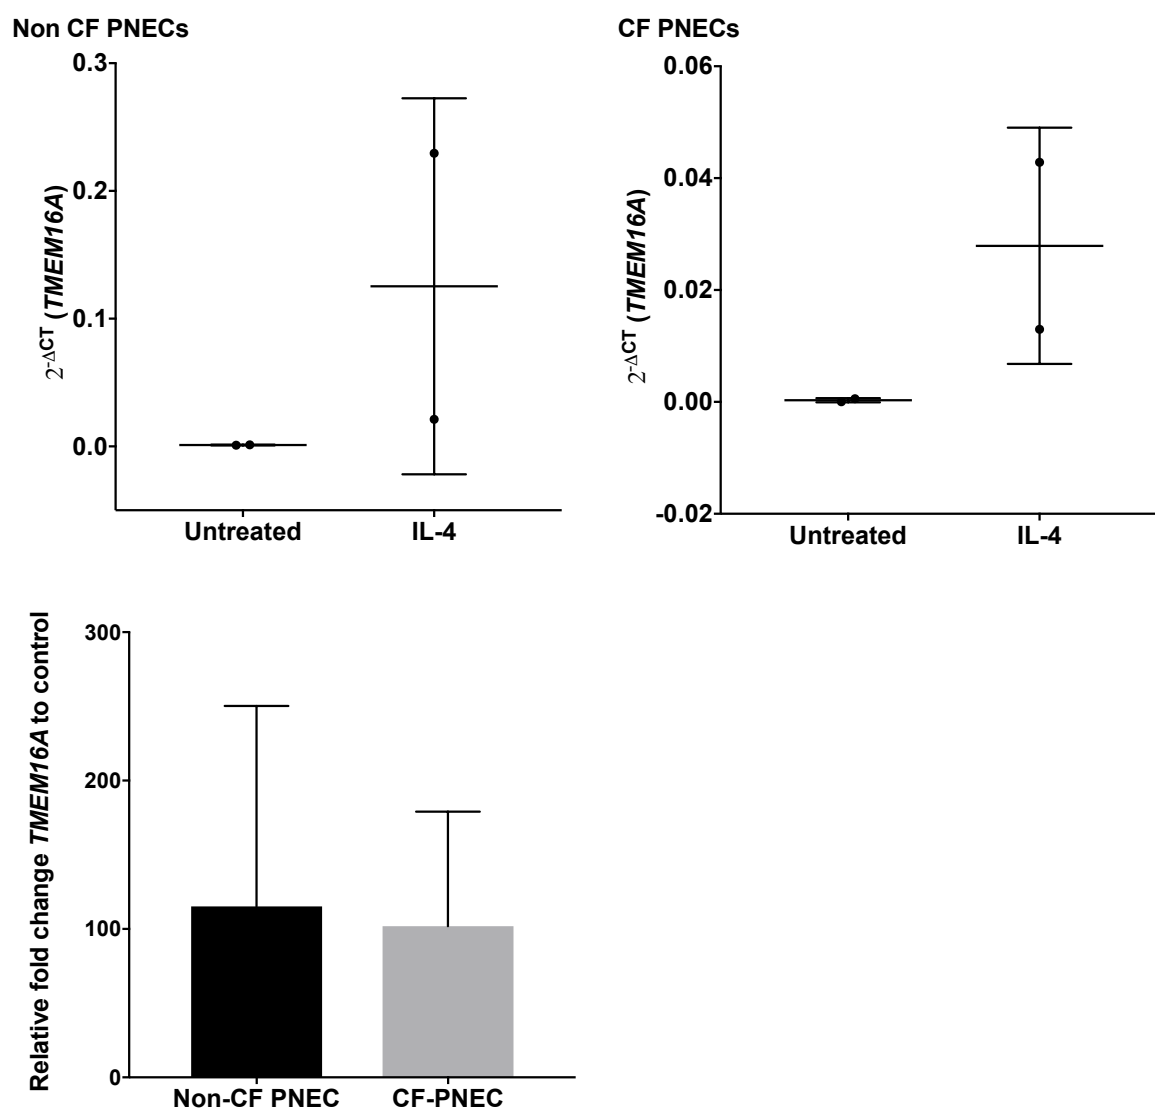 Non CF PNECs
0.3
0.2
0.1
0.0
2-ΔCT (TMEM16A)
Untreated
IL-4
CF PNECs
0.06
0.04
0.02
0.00
-0.02
2-ΔCT (TMEM16A)
Untreated
IL-4
Relative fold change TMEM16A to control
300
200
100
0
Non-CF PNEC
CF-PNEC